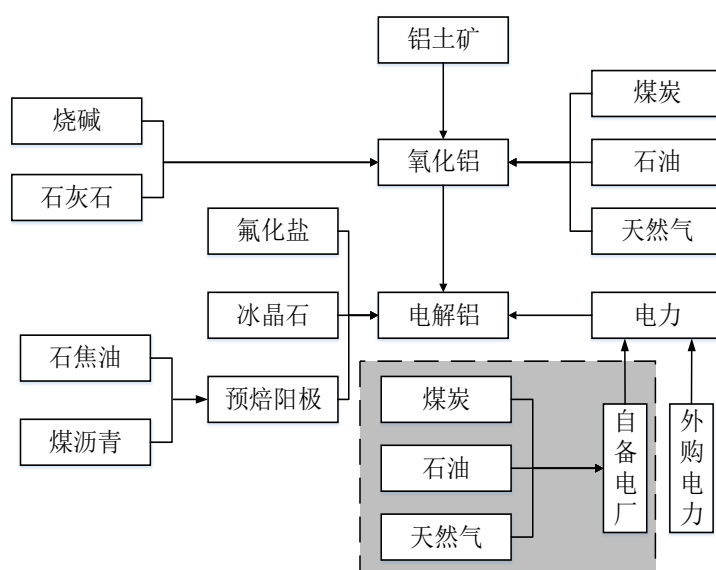 铝土矿
烧碱
煤炭
氧化铝
石油
石灰石
天然气
氟化盐
冰晶石
电解铝
电力
石焦油
预焙阳极
煤沥青
煤炭
石油
天然气
自备电厂
外购电力